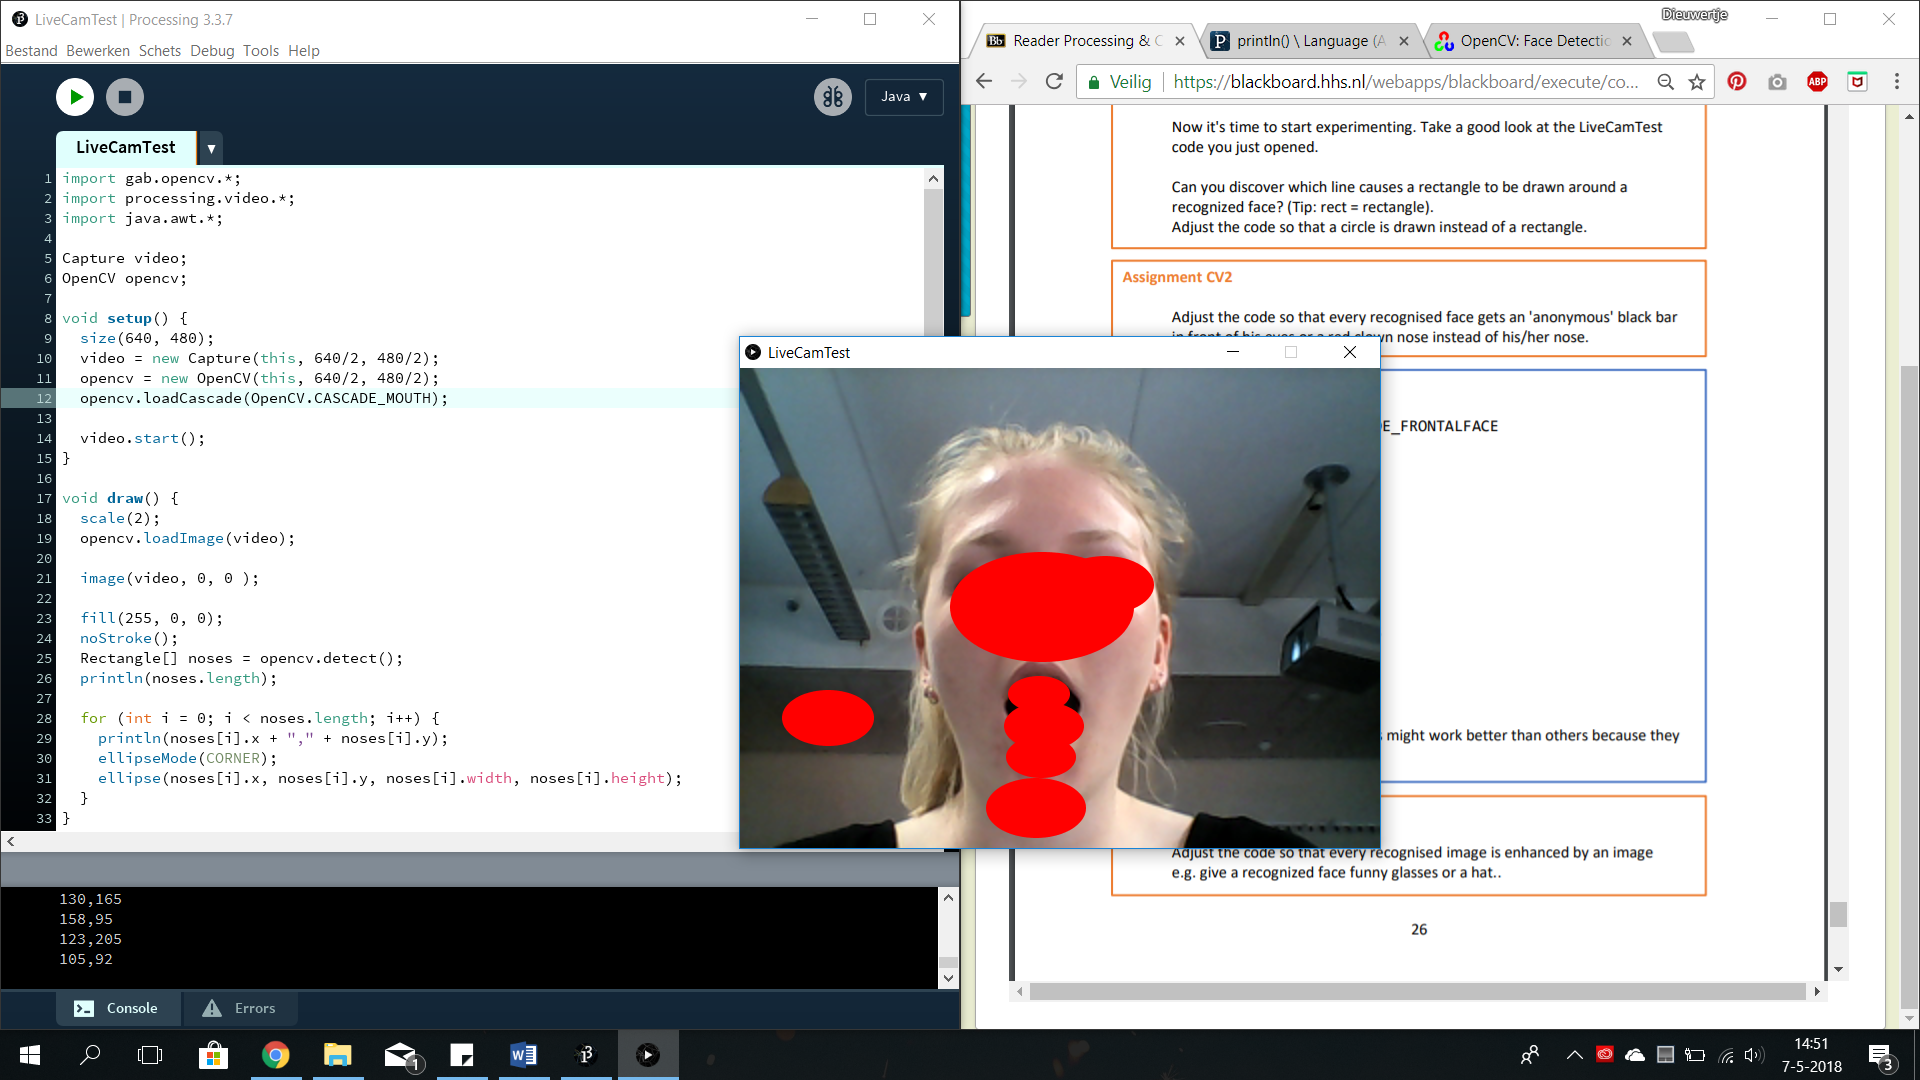 LiveCamTest | Processing 3.3.7
Bestand Bewerken Schets Debug Tools Help
Java ▼
LiveCamTest ▼
1 import gab.opencv.*;
2 import processing.video.*;
3 import java.awt.*;
4
5 Capture video;
6 OpenCV opencv;
7
8 void setup() {
9 size(640, 480);
10 video = new Capture(this, 640/2, 480/2);
11 opencv = new OpenCV(this, 640/2, 480/2);
12 opencv.loadCascade(OpenCV.CASCADE_MOUTH);
13
14 video.start();
15 }
16
17 void draw() {
18 scale(2);
19 opencv.loadImage(video);
20
21 image(video, 0, 0 );
22
23 fill(255, 0, 0);
24 noStroke();
25 Rectangle[] noses = opencv.detect();
26 println(noses.length);
27
28 for (int i = 0; i < noses.length; i++) {
29 println(noses[i].x + "," + noses[i].y);
30 ellipseMode(CORNER);
31 ellipse(noses[i].x, noses[i].y, noses[i].width, noses[i].height);
32 }
33 }
130,165
158,95
123,205
105,92
Console
Errors
Dieuwertje
Bb Reader Processing & C
P println() \ Language (A
OpenCV: Face Detectio
Veilig https://blackboard.hhs.nl/webapps/blackboard/execute/co...
ABP
Now it's time to start experimenting. Take a good look at the LiveCamTest
code you just opened.
Can you discover which line causes a rectangle to be drawn around a
recognized face? (Tip: rect = rectangle).
Adjust the code so that a circle is drawn instead of a rectangle.
Assignment CV2
Adjust the code so that every recognised face gets an 'anonymous' black bar
in front of his eyes or a red clown nose instead of his/her nose.
LiveCamTest
DE_FRONTALFACE
s might work better than others because they
Adjust the code so that every recognised image is enhanced by an image
e.g. give a recognized face funny glasses or a hat..
26
1
14:51
7-5-2018
3